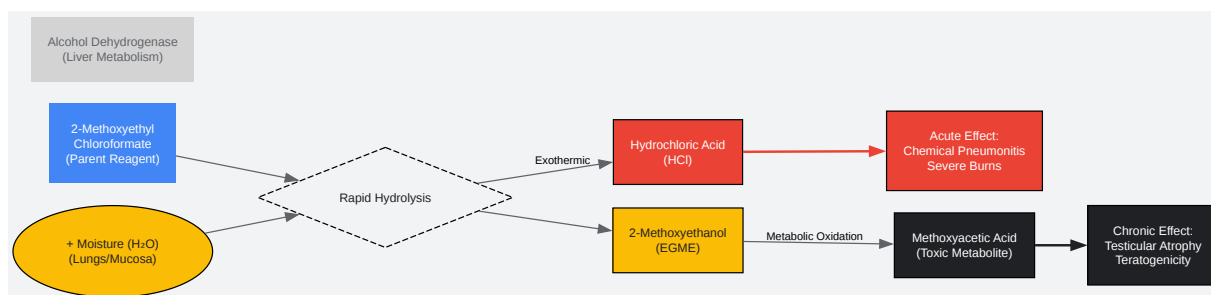 Alcohol Dehydrogenase
(Liver Metabolism)
2-Methoxyethyl
Chloroformate
(Parent Reagent)
+ Moisture (H₂O)
(Lungs/Mucosa)
Rapid Hydrolysis
Exothermic
Hydrochloric Acid
(HCl)
Acute Effect:
Chemical Pneumonitis
Severe Burns
2-Methoxyethanol
(EGME)
Metabolic Oxidation
Methoxyacetic Acid
(Toxic Metabolite)
Chronic Effect:
Testicular Atrophy
Teratogenicity